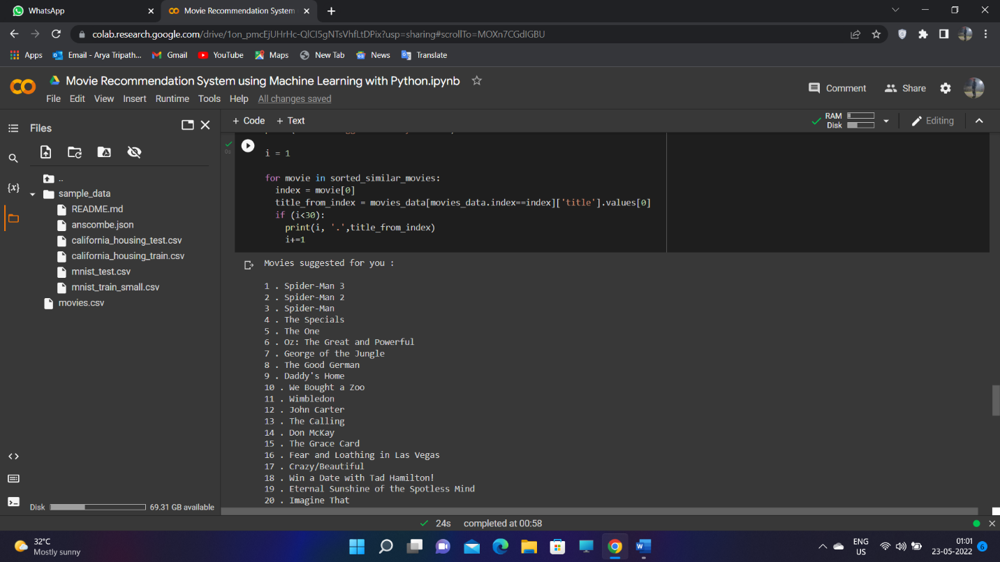 WhatsApp
Movie Recommendation System
colab.research.google.com/drive/1on_pmcEjUHrHc-QlCI5gNTsVhfLtDPix?usp=sharing#scrollTo=MOXn7CGdIGBU
Apps Email - Arya Tripath... Gmail YouTube Maps New Tab News Translate
Movie Recommendation System using Machine Learning with Python.ipynb
Comment Share
File Edit View Insert Runtime Tools Help All changes saved
Files
+ Code + Text
RAM
Disk
Editing
0s
i = 1
for movie in sorted_similar_movies:
index = movie[0]
title_from_index = movies_data[movies_data.index==index]['title'].values[0]
if (i<30):
print(i, '.',title_from_index)
i+=1
{x}
..
sample_data
README.md
anscombe.json
california_housing_test.csv
california_housing_train.csv
mnist_test.csv
mnist_train_small.csv
movies.csv
Movies suggested for you :
1 . Spider-Man 3
2 . Spider-Man 2
3 . Spider-Man
4 . The Specials
5 . The One
6 . Oz: The Great and Powerful
7 . George of the Jungle
8 . The Good German
9 . Daddy's Home
10 . We Bought a Zoo
11 . Wimbledon
12 . John Carter
13 . The Calling
14 . Don McKay
15 . The Grace Card
16 . Fear and Loathing in Las Vegas
17 . Crazy/Beautiful
18 . Win a Date with Tad Hamilton!
19 . Eternal Sunshine of the Spotless Mind
20 . Imagine That
Disk 69.31 GB available
24s completed at 00:58
32°C
Mostly sunny
ENG
US
01:01
23-05-2022
6